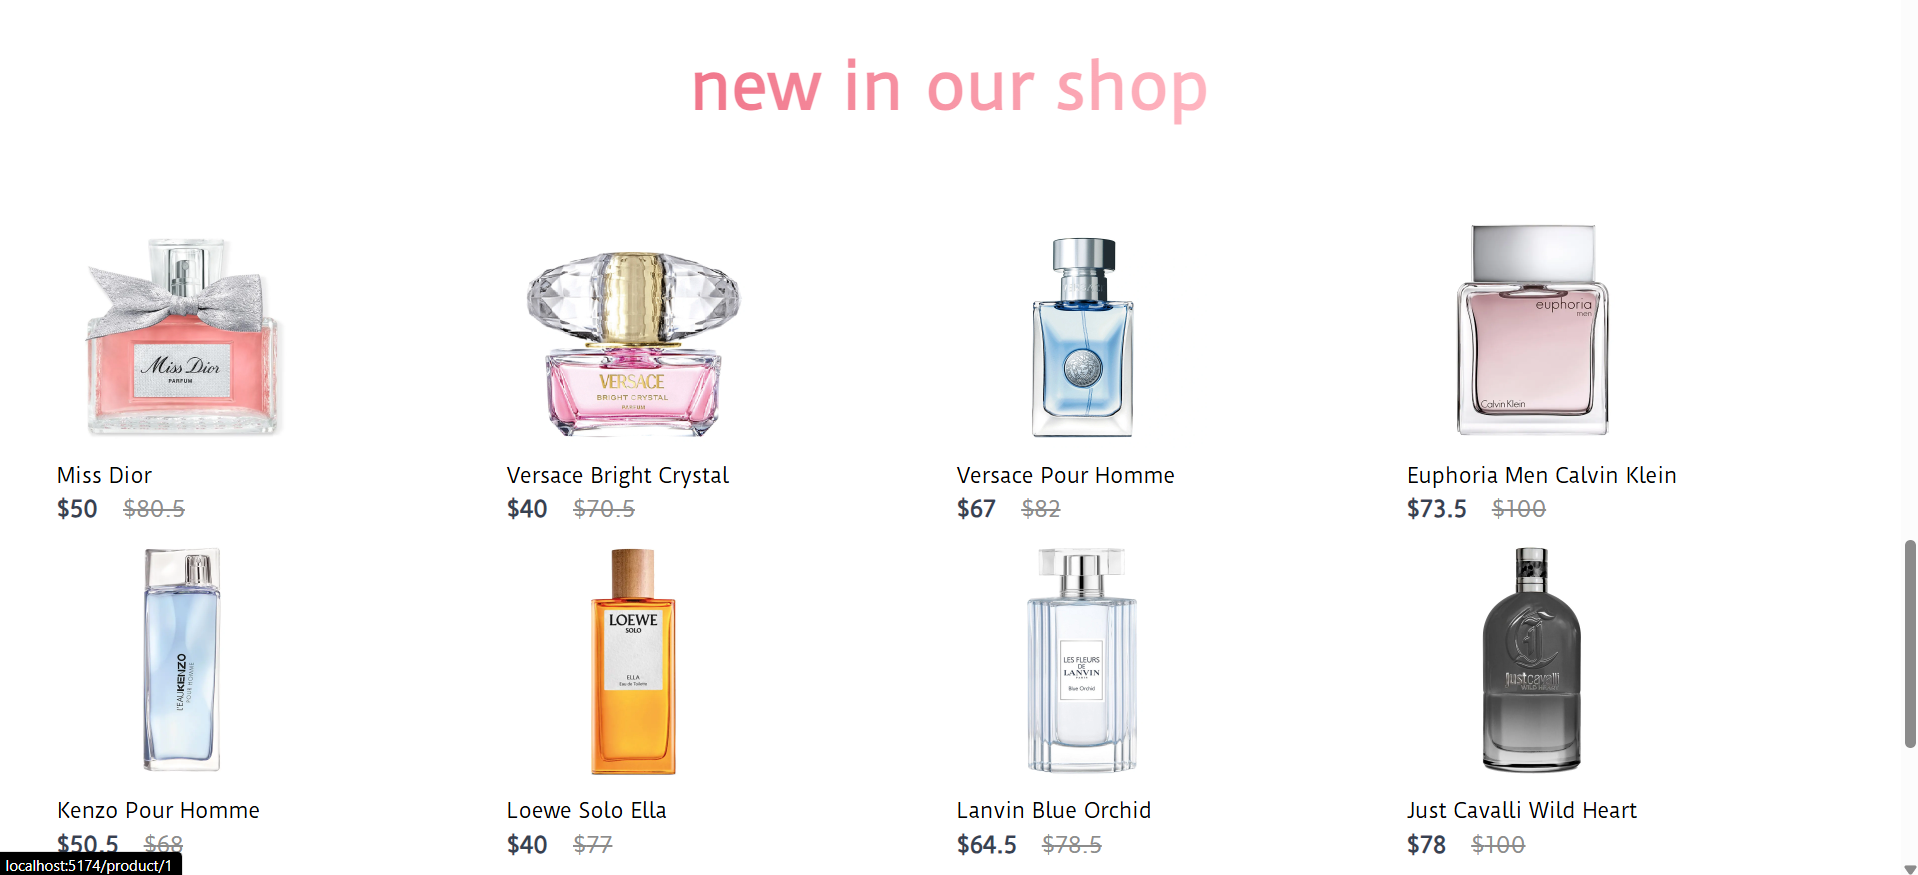 new in our shop
euphoria
men
Miss Dior
PARFUM
VERSACE
BRIGHT CRYSTAL
PARFUM
Calvin Klein
Miss Dior
Versace Bright Crystal
Versace Pour Homme
Euphoria Men Calvin Klein
$50 $80.5
$40 $70.5
$67 $82
$73.5 $100
L'EAUKENZO
POUR HOMME
LOEWE
SOLO
ELLA
Eau de Toilette
LES FLEURS
DE
LANVIN
PARIS
Blue Orchid
justcavalli
WILD HEART
Kenzo Pour Homme
Loewe Solo Ella
Lanvin Blue Orchid
Just Cavalli Wild Heart
$50.5 $68
$40 $77
$64.5 $78.5
$78 $100
localhost:5174/product/1